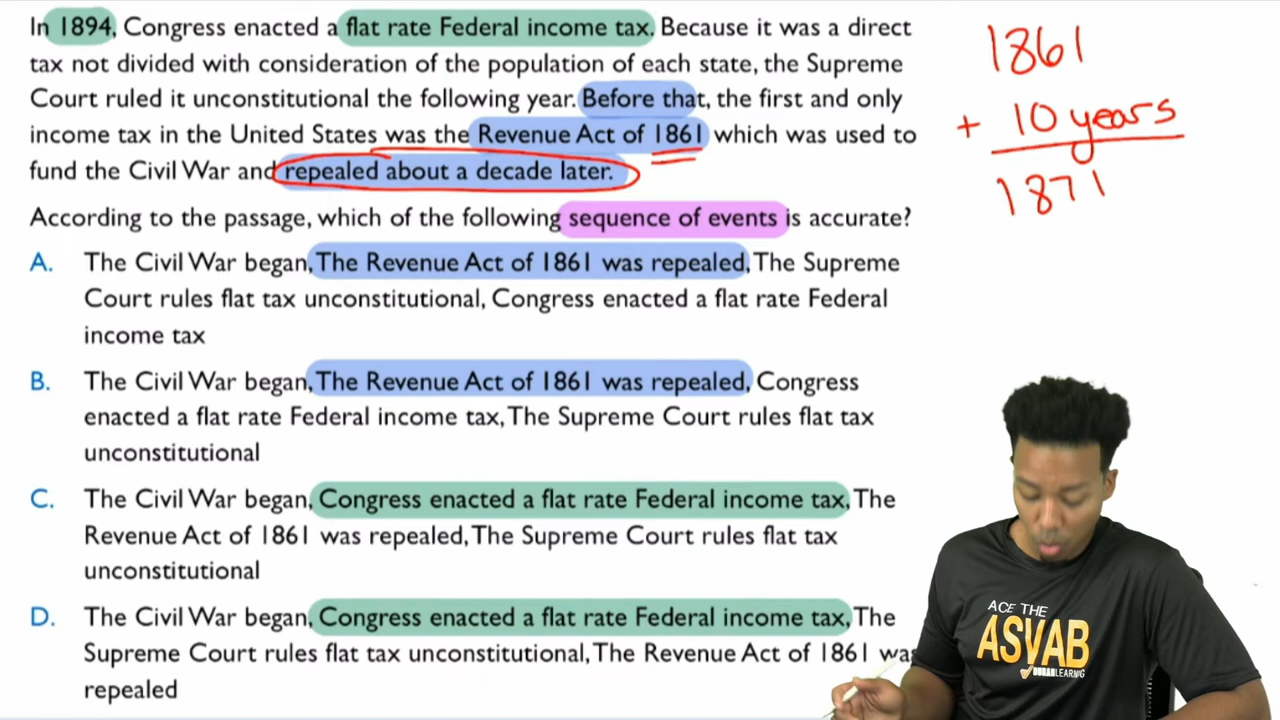 In 1894, Congress enacted a flat rate Federal income tax. Because it was a direct
tax not divided with consideration of the population of each state, the Supreme
Court ruled it unconstitutional the following year. Before that, the first and only
income tax in the United States was the Revenue Act of 1861 which was used to
fund the Civil War and repealed about a decade later.
According to the passage, which of the following sequence of events is accurate?
A. The Civil War began, The Revenue Act of 1861 was repealed, The Supreme
Court rules flat tax unconstitutional, Congress enacted a flat rate Federal
income tax
B. The Civil War began, The Revenue Act of 1861 was repealed, Congress
enacted a flat rate Federal income tax, The Supreme Court rules flat tax
unconstitutional
C. The Civil War began, Congress enacted a flat rate Federal income tax, The
Revenue Act of 1861 was repealed, The Supreme Court rules flat tax
unconstitutional
D. The Civil War began, Congress enacted a flat rate Federal income tax, The
Supreme Court rules flat tax unconstitutional, The Revenue Act of 1861 was
repealed
1861
+ 10 years
1871
ACE THE
ASVAB
DURAN LEARNING